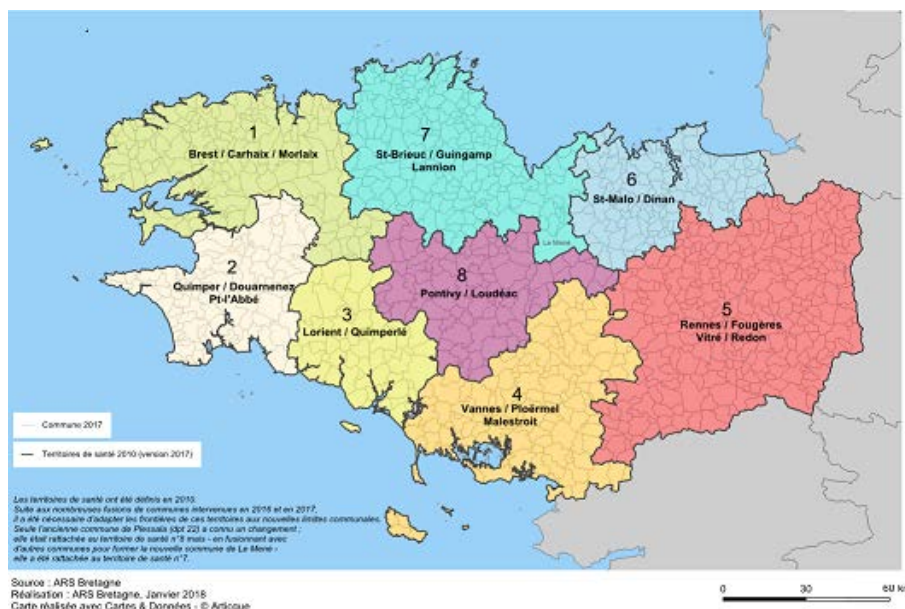 1
Brest / Carhaix / Morlaix
7
St-Brieuc / Guingamp
Lannion
6
St-Malo / Dinan
Le Mené
2
Quimper / Douarnenez
Pt-l'Abbé
8
Pontivy / Loudéac
3
Lorient / Quimperlé
5
Rennes / Fougères
Vitré / Redon
4
Vannes / Ploërmel
Malestroit
Commune 2017
Territoires de santé 2010 (version 2017)
Les territoires de santé ont été définis en 2010.
Suite aux nombreuses fusions de communes intervenues en 2016 et en 2017,
il a été nécessaire d'adapter les frontières de ces territoires aux nouvelles limites communales.
Seule l'ancienne commune de Plessala (dpt 22) a connu un changement ;
elle était rattachée au territoire de santé n°8 mais - en fusionnant avec
d'autres communes pour former la nouvelle commune de Le Mené -
elle a été rattachée au territoire de santé n°7.
Source : ARS Bretagne
Réalisation : ARS Bretagne, Janvier 2018
Carte réalisée avec Cartes & Données - © Articque
0 30 60 k